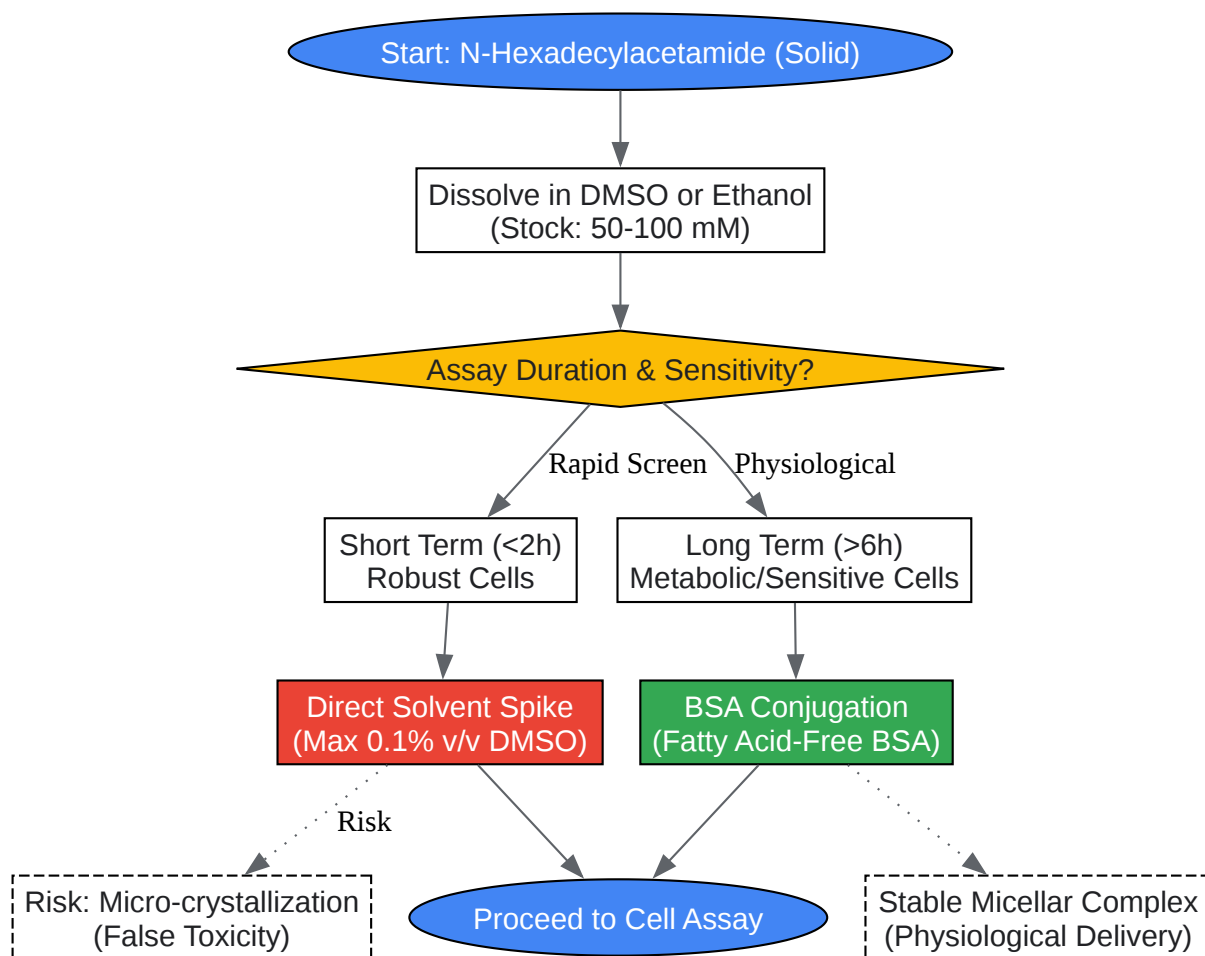 Start: N-Hexadecylacetamide (Solid)
Dissolve in DMSO or Ethanol
(Stock: 50-100 mM)
Assay Duration & Sensitivity?
Rapid Screen
Physiological
Short Term (<2h)
Robust Cells
Long Term (>6h)
Metabolic/Sensitive Cells
Direct Solvent Spike
(Max 0.1% v/v DMSO)
BSA Conjugation
(Fatty Acid-Free BSA)
Risk
Risk: Micro-crystallization
(False Toxicity)
Proceed to Cell Assay
Stable Micellar Complex
(Physiological Delivery)